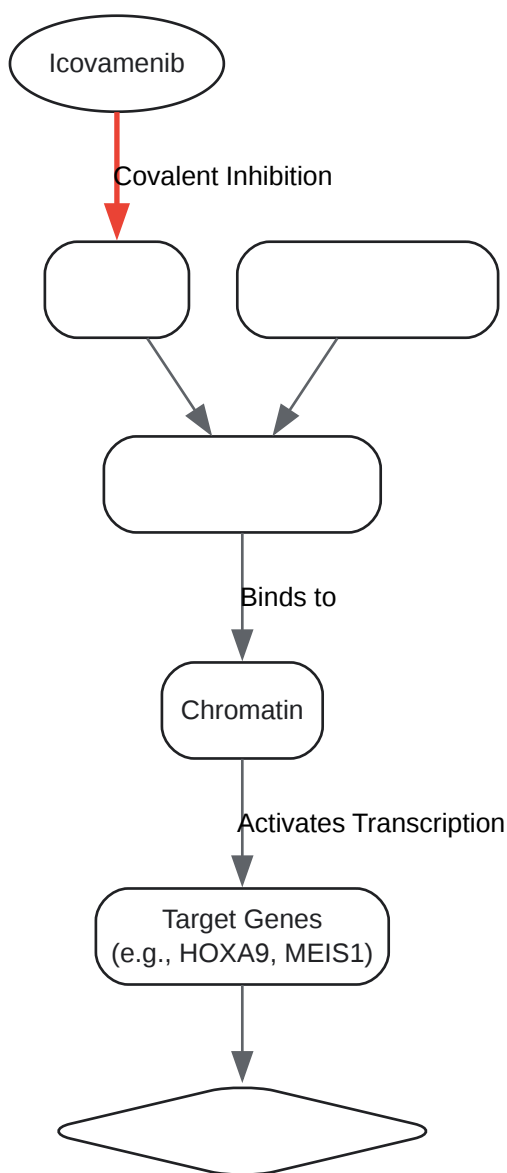 Icovamenib
Covalent Inhibition
Binds to
Chromatin
Activates Transcription
Target Genes
(e.g., HOXA9, MEIS1)